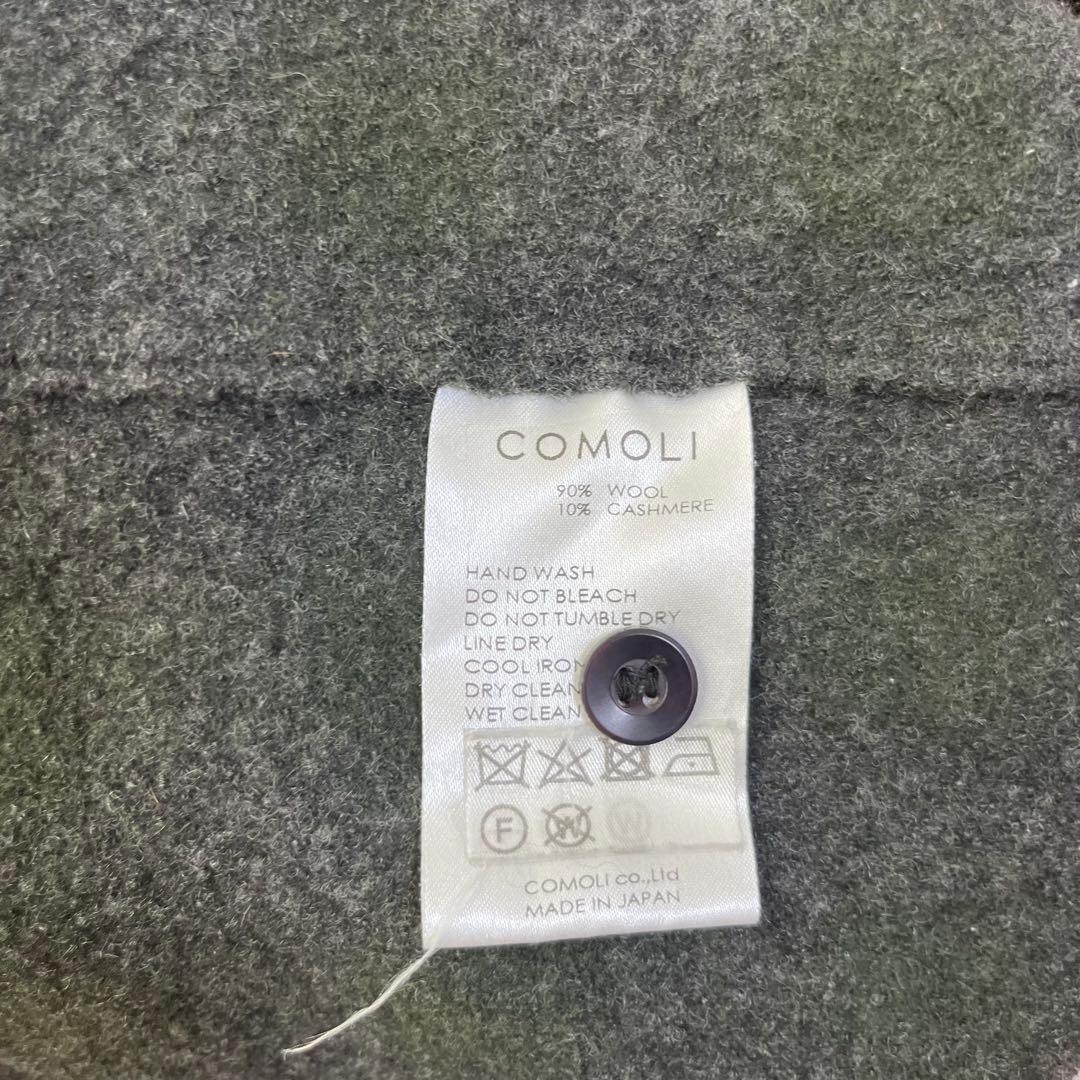 COMOLI
90% WOOL
10% CASHMERE
HAND WASH
DO NOT BLEACH
DO NOT TUMBLE DRY
LINE DRY
COOL IRON
DRY CLEAN
WET CLEAN
F W W
COMOLI co.,Ltd
MADE IN JAPAN